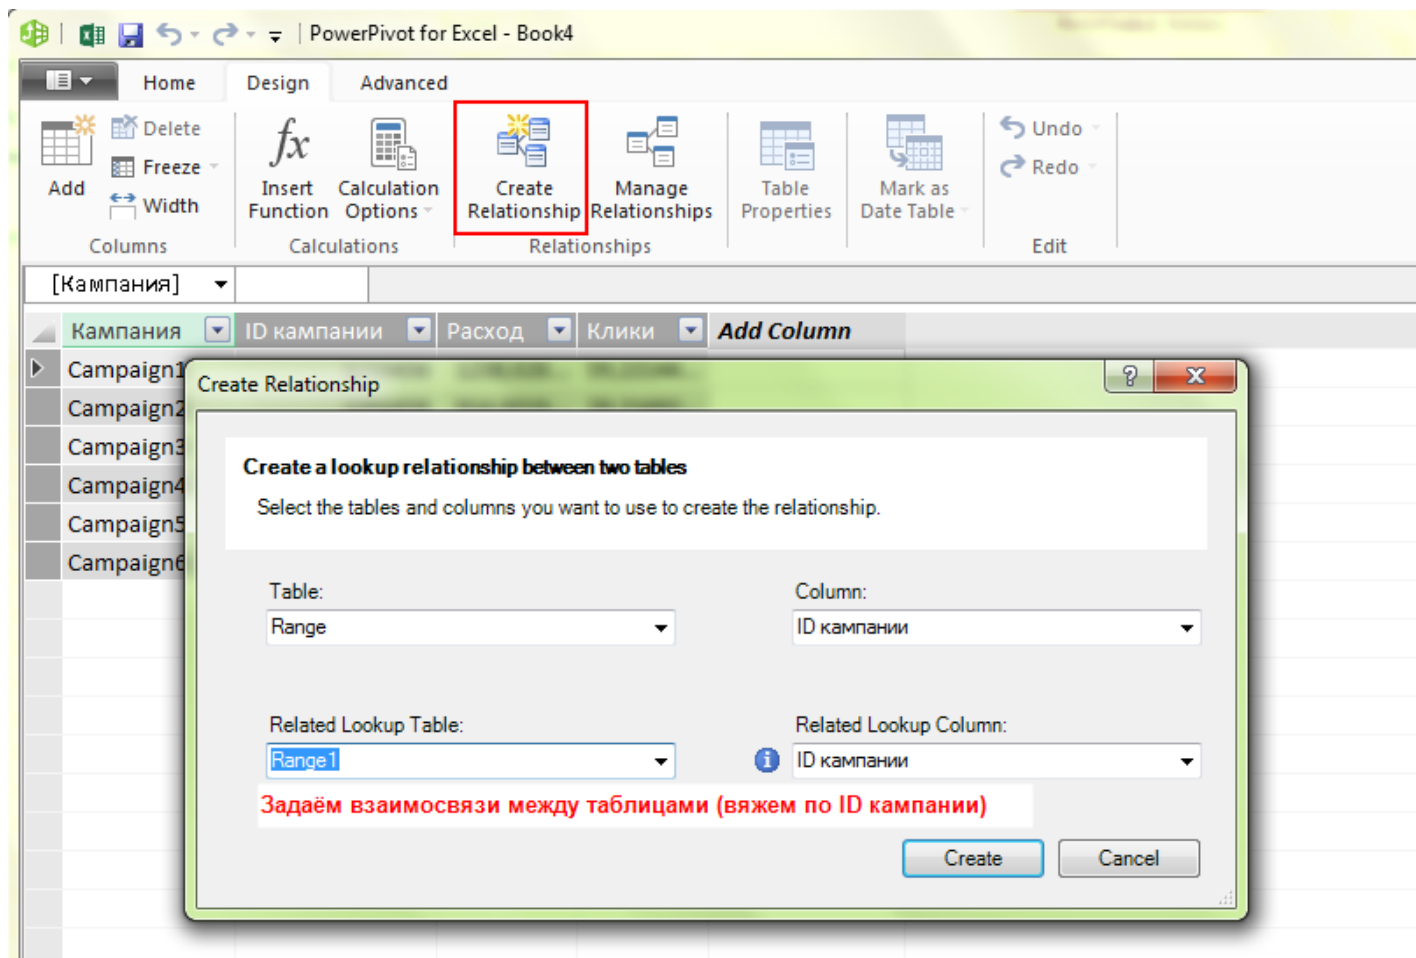 PowerPivot for Excel - Book4
Home Design Advanced
Add
Delete
Freeze
Width
Columns
fx
Insert Function
Calculation Options
Calculations
Create Relationship
Manage Relationships
Relationships
Table Properties
Mark as Date Table
Undo
Redo
Edit
[Кампания]
Кампания ID кампании Расход Клики Add Column
Campaign1
Campaign2
Campaign3
Campaign4
Campaign5
Campaign6
Create Relationship
Create a lookup relationship between two tables
Select the tables and columns you want to use to create the relationship.
Table: Column:
Range ID кампании
Related Lookup Table: Related Lookup Column:
Range1 ID кампании
Задаём взаимосвязи между таблицами (вяжем по ID кампании)
Create Cancel